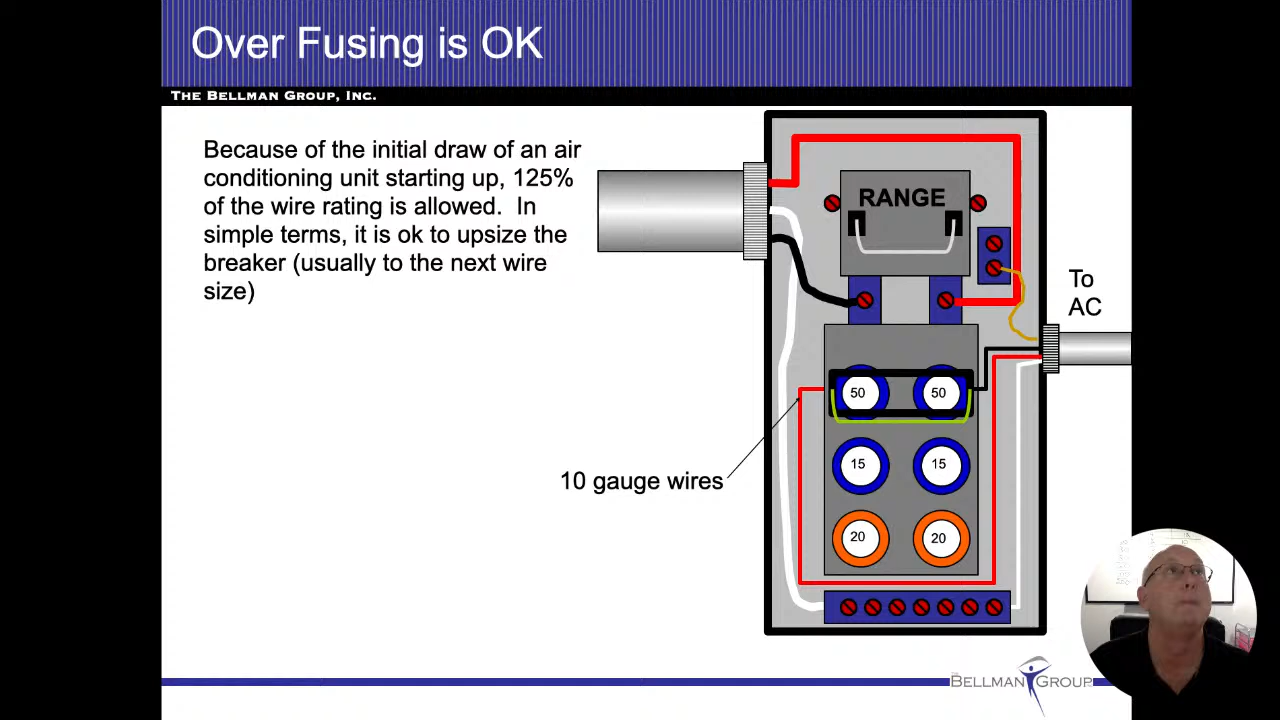 Over Fusing is OK
THE BELLMAN GROUP, INC.
Because of the initial draw of an air
conditioning unit starting up, 125%
of the wire rating is allowed.  In
simple terms, it is ok to upsize the
breaker (usually to the next wire
size)
RANGE
To
AC
50 50
15 15
20 20
10 gauge wires
THE BELLMAN GROUP